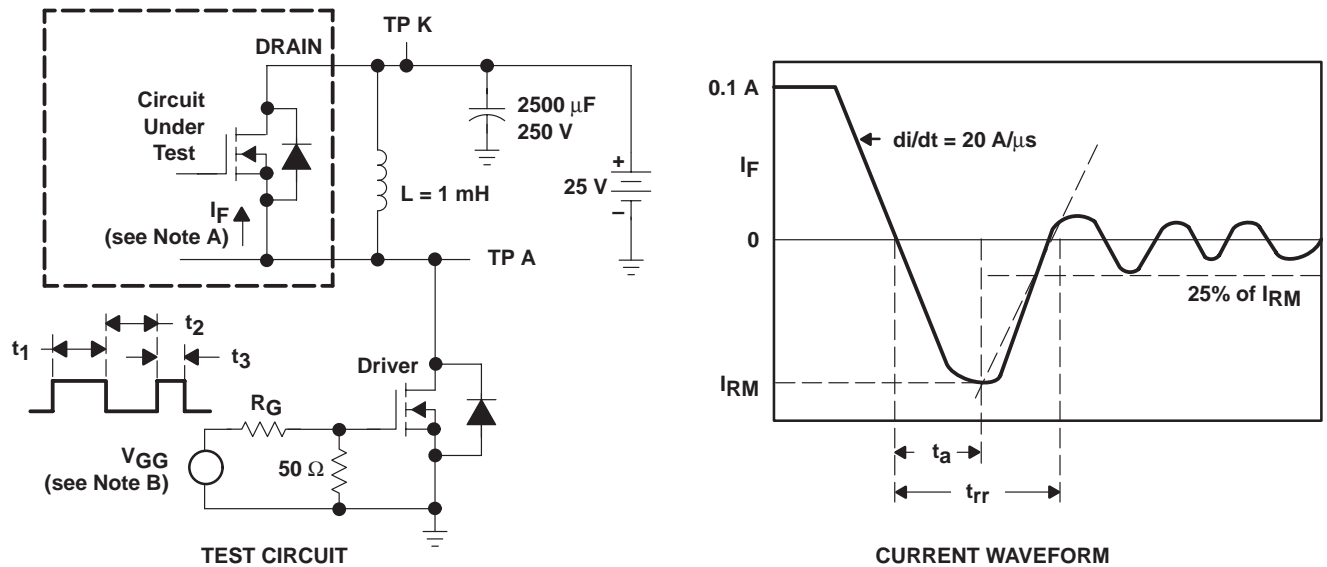 TP K
DRAIN
Circuit
Under
Test
2500 μF
250 V
L = 1 mH
25 V
+
−
IF
(see Note A)
TP A
t1
t2
t3
Driver
RG
VGG
(see Note B)
50 Ω
TEST CIRCUIT
0.1 A
di/dt = 20 A/μs
IF
0
25% of IRM
IRM
ta
trr
CURRENT WAVEFORM